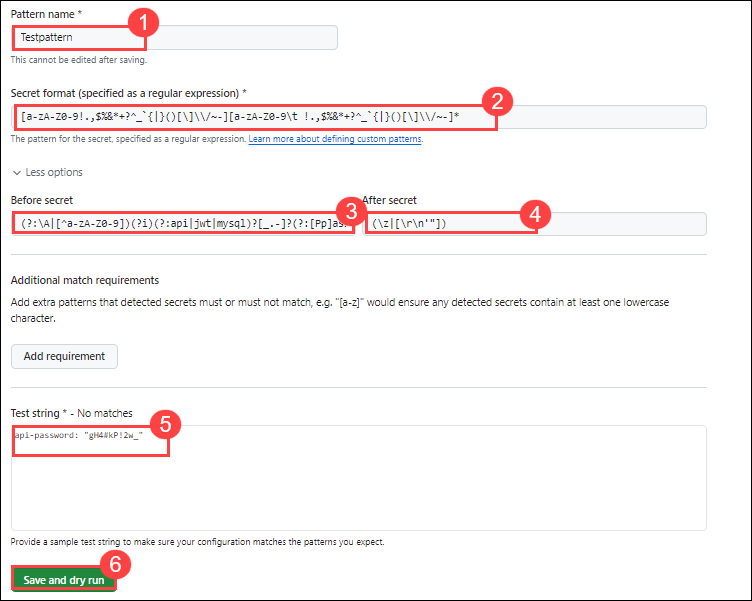 Pattern name *
1
Testpattern
This cannot be edited after saving.
Secret format (specified as a regular expression) *
2
[a-zA-Z0-9!.,$%&*+?^_`{|}()[\]\\/~-][a-zA-Z0-9\t !.,$%&*+?^_`{|}()[\]\\/~-]*
The pattern for the secret, specified as a regular expression. Learn more about defining custom patterns.
Less options
Before secret After secret
3 4
(?:\A|[^a-zA-Z0-9])(?i)(?:api|jwt|mysql)?[_.-]?(?:[Pp]as (\z|[\r\n'"])
Additional match requirements
Add extra patterns that detected secrets must or must not match, e.g. "[a-z]" would ensure any detected secrets contain at least one lowercase
character.
Add requirement
Test string * - No matches
5
api-password: "gH4#kP!2w_"
Provide a sample test string to make sure your configuration matches the patterns you expect.
6
Save and dry run